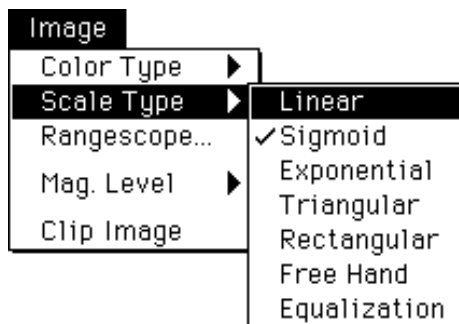 Image
Color Type
Scale Type
Rangescope...
Mag. Level
Clip Image
Linear
Sigmoid
Exponential
Triangular
Rectangular
Free Hand
Equalization